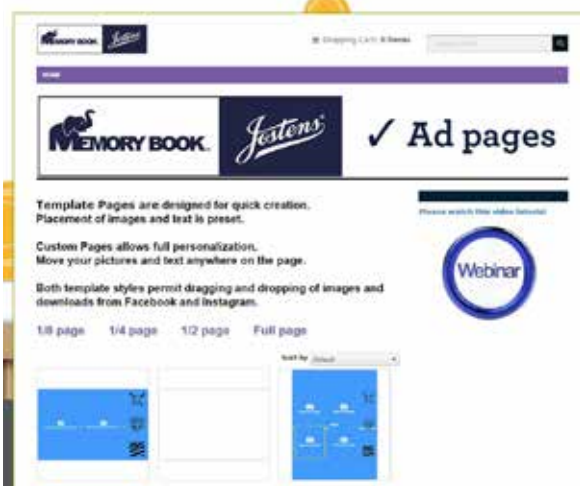 MEMORY BOOK Jostens
Shopping Cart: 0 Items
HOME
MEMORY BOOK Jostens ✓ Ad pages
Template Pages are designed for quick creation.
Placement of images and text is preset.
Please watch this video tutorial
Custom Pages allows full personalization.
Move your pictures and text anywhere on the page.
Webinar
Both template styles permit dragging and dropping of images and
downloads from Facebook and Instagram.
1/8 page 1/4 page 1/2 page Full page
Sort by Default